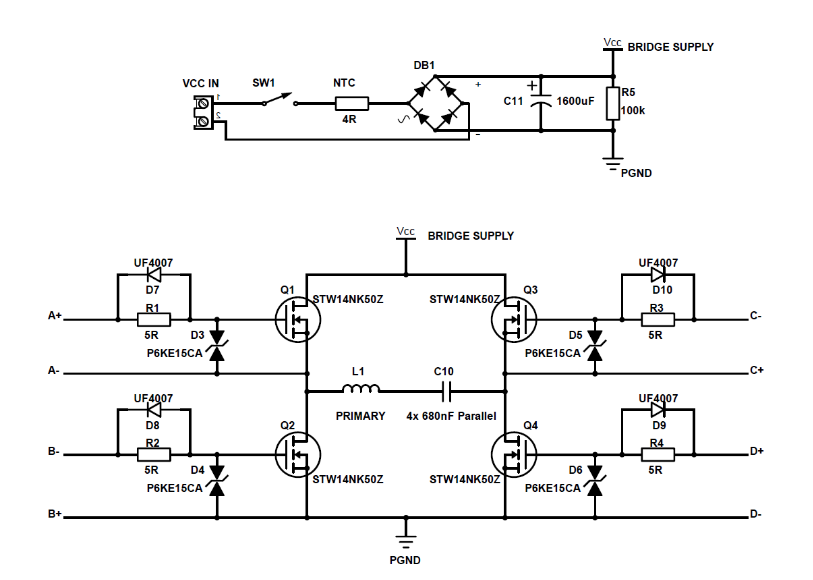 Vcc BRIDGE SUPPLY
DB1
VCC IN SW1 NTC
1
+
+
R5
C11 1600uF
100k
2
4R
-
PGND
Vcc BRIDGE SUPPLY
UF4007
UF4007
D7
Q1
Q3
D10
STW14NK50Z
STW14NK50Z
A+
R1
R3
C-
5R
D3
D5
5R
P6KE15CA
P6KE15CA
A-
L1
C10
C+
UF4007
UF4007
PRIMARY
4x 680nF Parallel
D8
Q2
Q4
D9
B-
R2
R4
D+
5R
D4
D6
5R
STW14NK50Z
STW14NK50Z
P6KE15CA
P6KE15CA
B+
D-
PGND